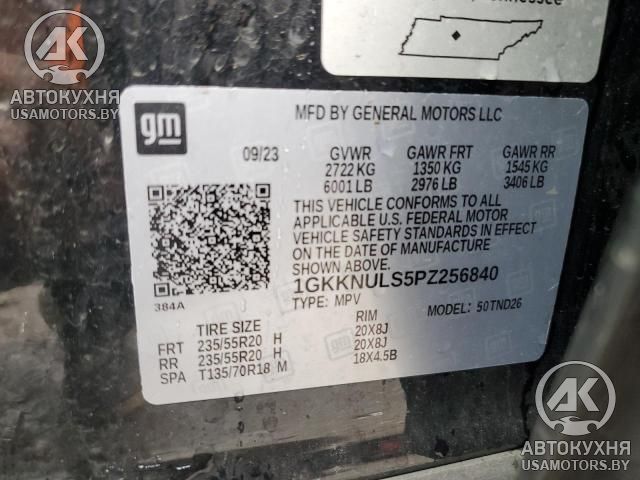 AK
АВТОКУХНЯ
USAMOTORS.BY
gm
MFD BY GENERAL MOTORS LLC
09/23 GVWR GAWR FRT GAWR RR
2722 KG 1350 KG 1545 KG
6001 LB 2976 LB 3406 LB
THIS VEHICLE CONFORMS TO ALL
APPLICABLE U.S. FEDERAL MOTOR
VEHICLE SAFETY STANDARDS IN EFFECT
ON THE DATE OF MANUFACTURE
SHOWN ABOVE.
1GKKNULS5PZ256840
384A
TYPE: MPV MODEL: 50TND26
TIRE SIZE RIM
FRT 235/55R20 H 20X8J
RR 235/55R20 H 20X8J
SPA T135/70R18 M 18X4.5B
AK
АВТОКУХНЯ
USAMOTORS.BY